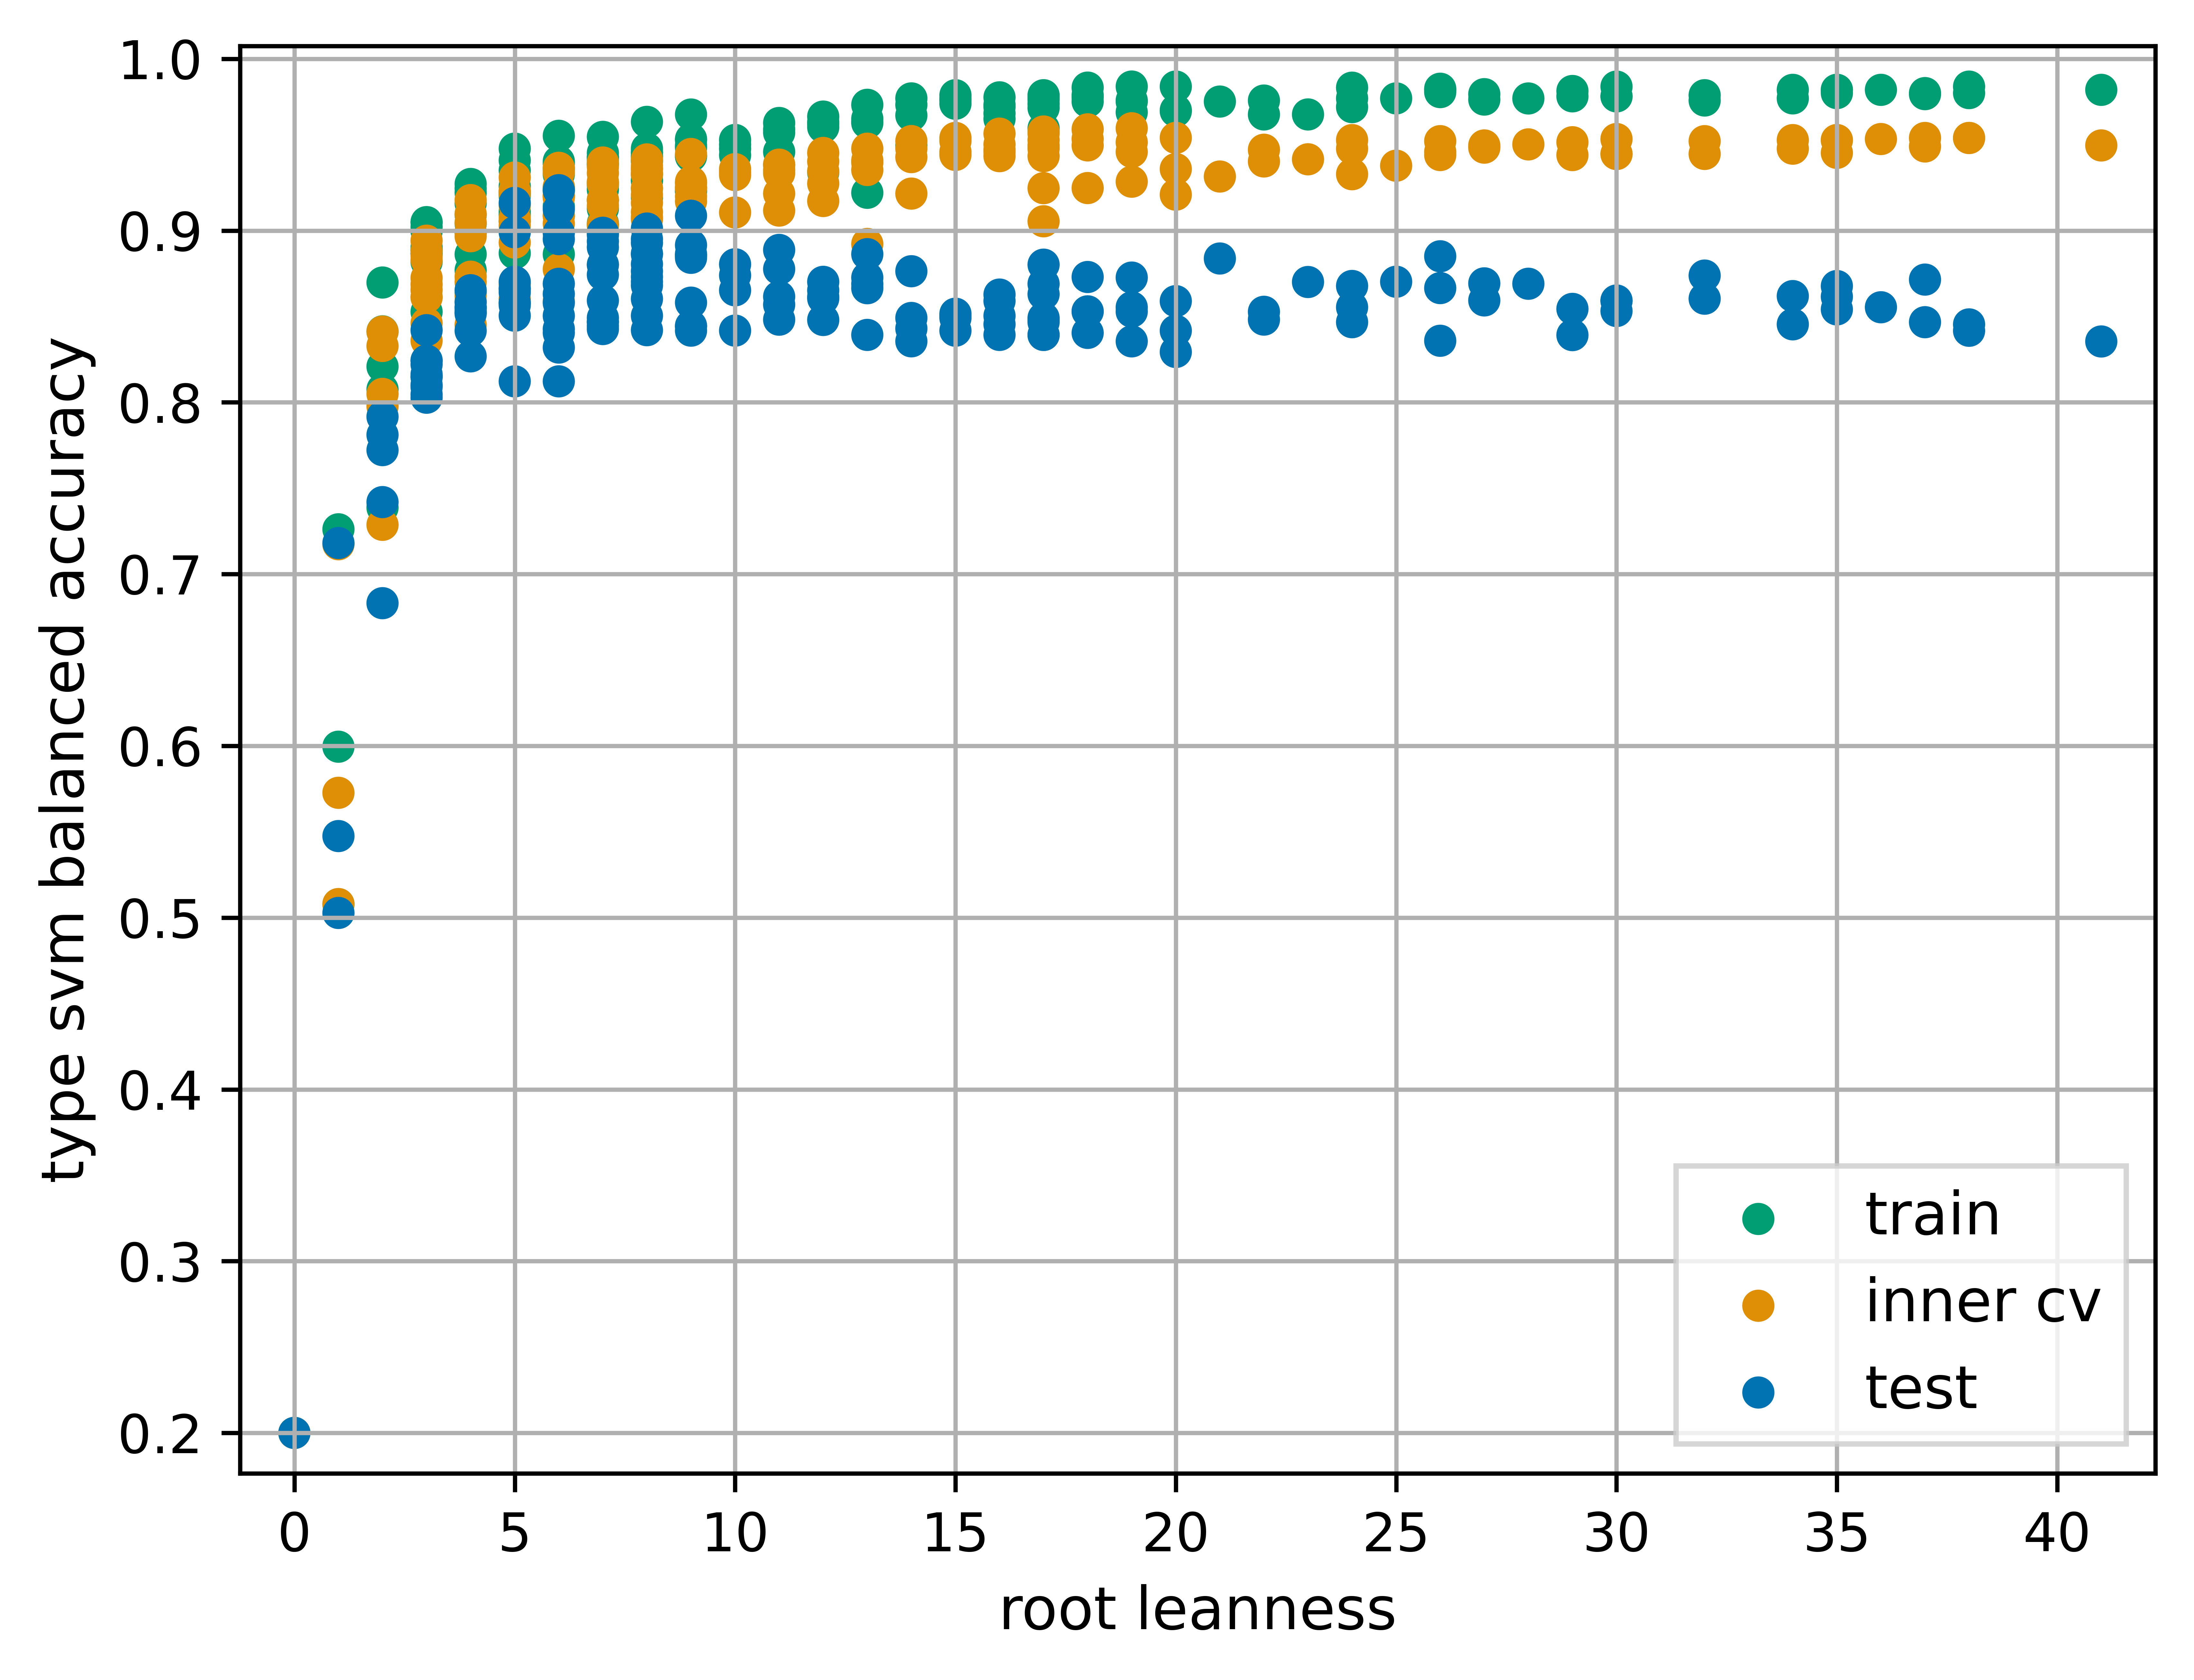 type svm balanced accuracy
1.0
0.9
0.8
0.7
0.6
0.5
0.4
0.3
0.2
0 5 10 15 20 25 30 35 40
root leanness
train
inner cv
test